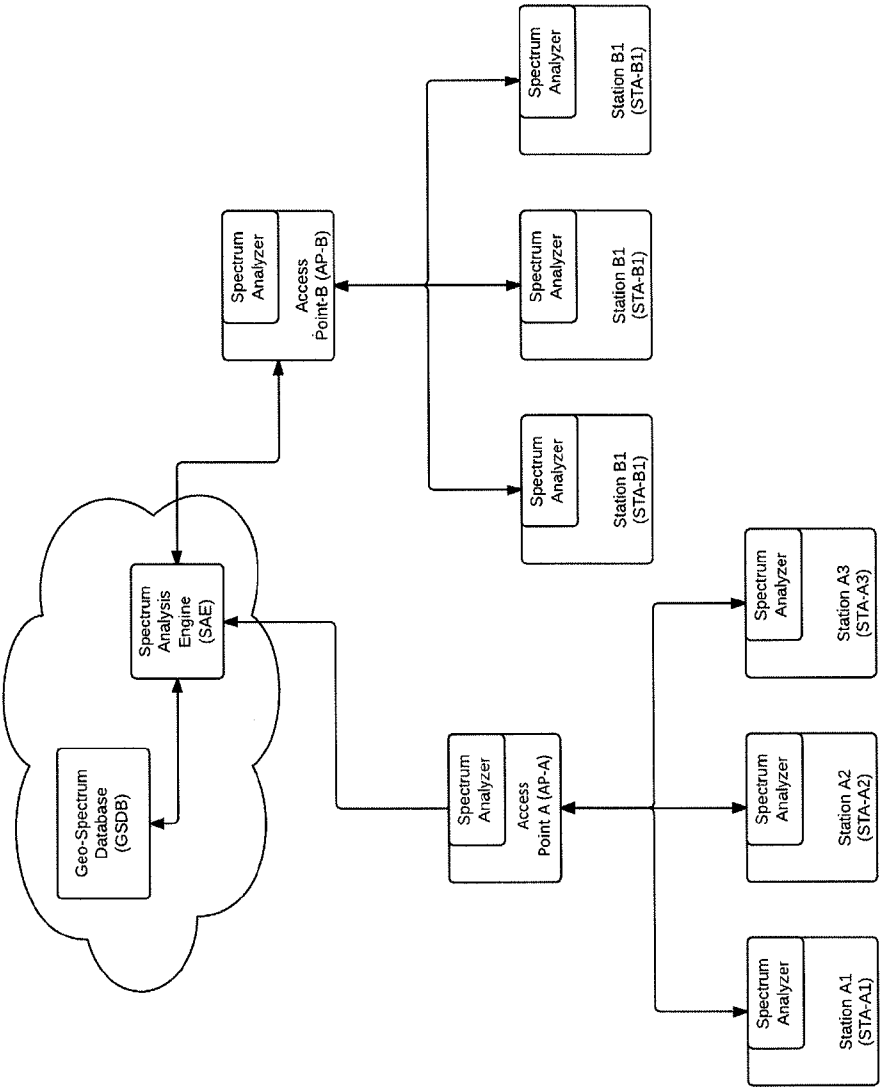 Geo-Spectrum
Database
(GSDB)
Spectrum
Analysis
Engine
(SAE)
Spectrum
Analyzer
Access
Point A (AP-A)
Spectrum
Analyzer
Access
Point-B (AP-B)
Spectrum
Analyzer
Station A1
(STA-A1)
Spectrum
Analyzer
Station A2
(STA-A2)
Spectrum
Analyzer
Station A3
(STA-A3)
Spectrum
Analyzer
Station B1
(STA-B1)
Spectrum
Analyzer
Station B1
(STA-B1)
Spectrum
Analyzer
Station B1
(STA-B1)